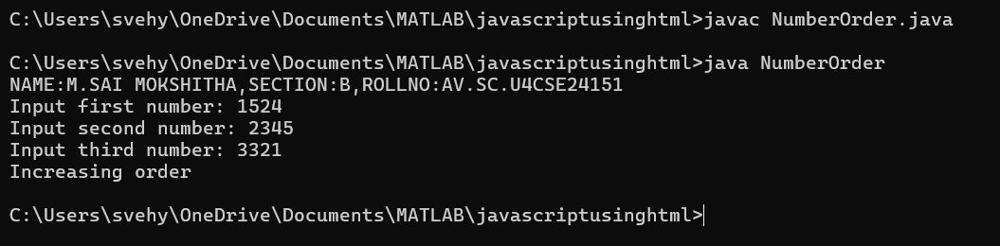 C:\Users\svehy\OneDrive\Documents\MATLAB\javascriptusinghtml>javac NumberOrder.java
C:\Users\svehy\OneDrive\Documents\MATLAB\javascriptusinghtml>java NumberOrder
NAME:M.SAI MOKSHITHA,SECTION:B,ROLLNO:AV.SC.U4CSE24151
Input first number: 1524
Input second number: 2345
Input third number: 3321
Increasing order
C:\Users\svehy\OneDrive\Documents\MATLAB\javascriptusinghtml>